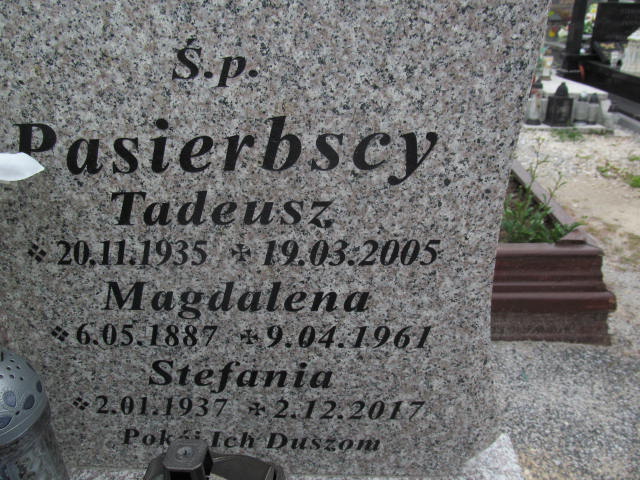 Ś.p.
Pasierbscy
Tadeusz
20.11.1935 ✝ 19.03.2005
Magdalena
6.05.1887 ✝ 9.04.1961
Stefania
2.01.1937 ✝ 2.12.2017
Pokój Ich Duszom